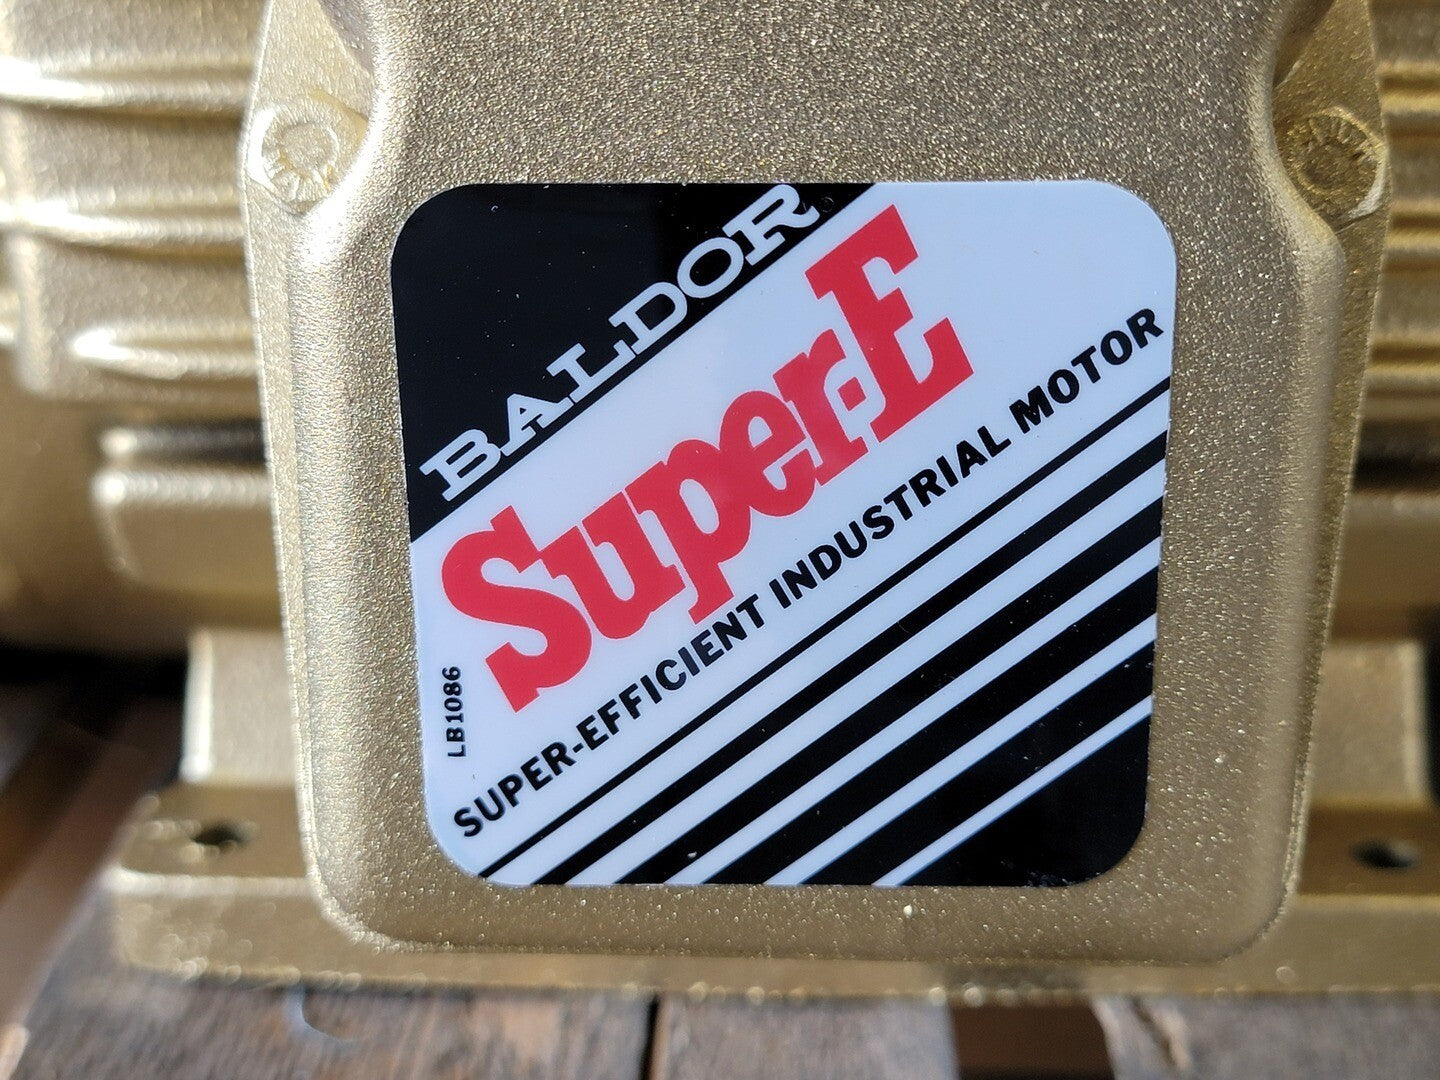 BALDOR
Super-E
SUPER-EFFICIENT INDUSTRIAL MOTOR
LB1086